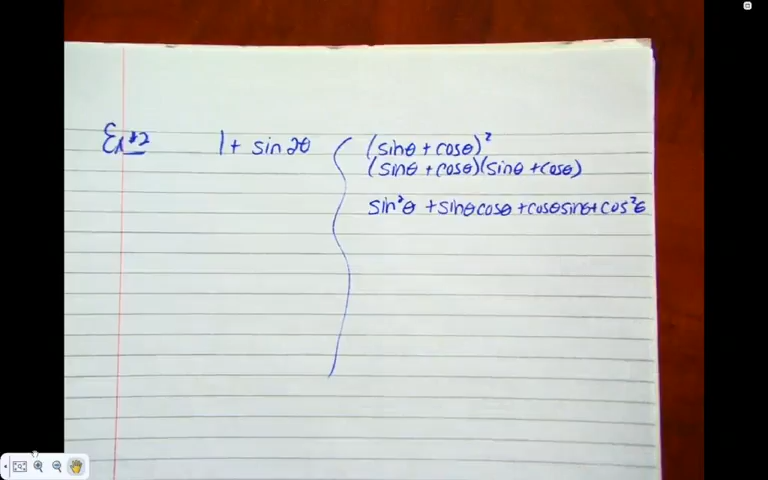 Ex #2
1 + sin 2θ
(sinθ + cosθ)²
(sinθ + cosθ)(sinθ + cosθ)
sin²θ + sinθcosθ + cosθsinθ + cos²θ